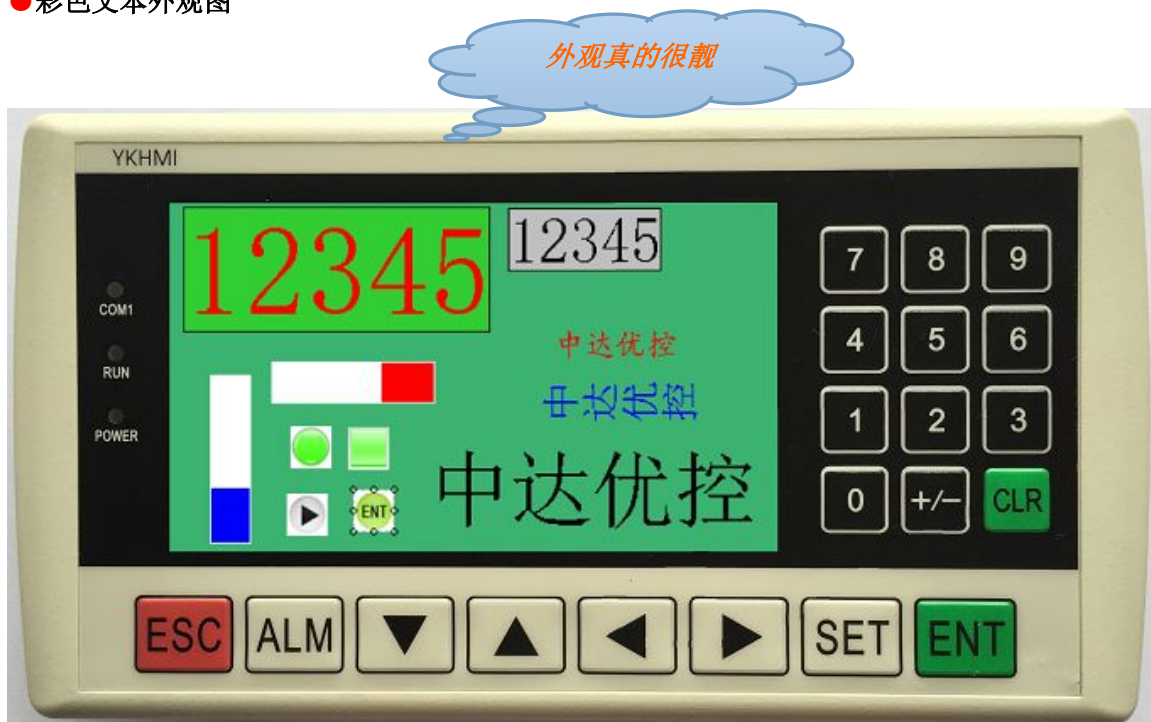 ●彩色文本外观图
外观真的很靓
YKHMI
12345
12345
中达优控
中达优控
中达优控
COM1
RUN
POWER
ENT
7 8 9
4 5 6
1 2 3
0 +/- CLR
ESC ALM ▼ ▲ ◀ ▶ SET ENT